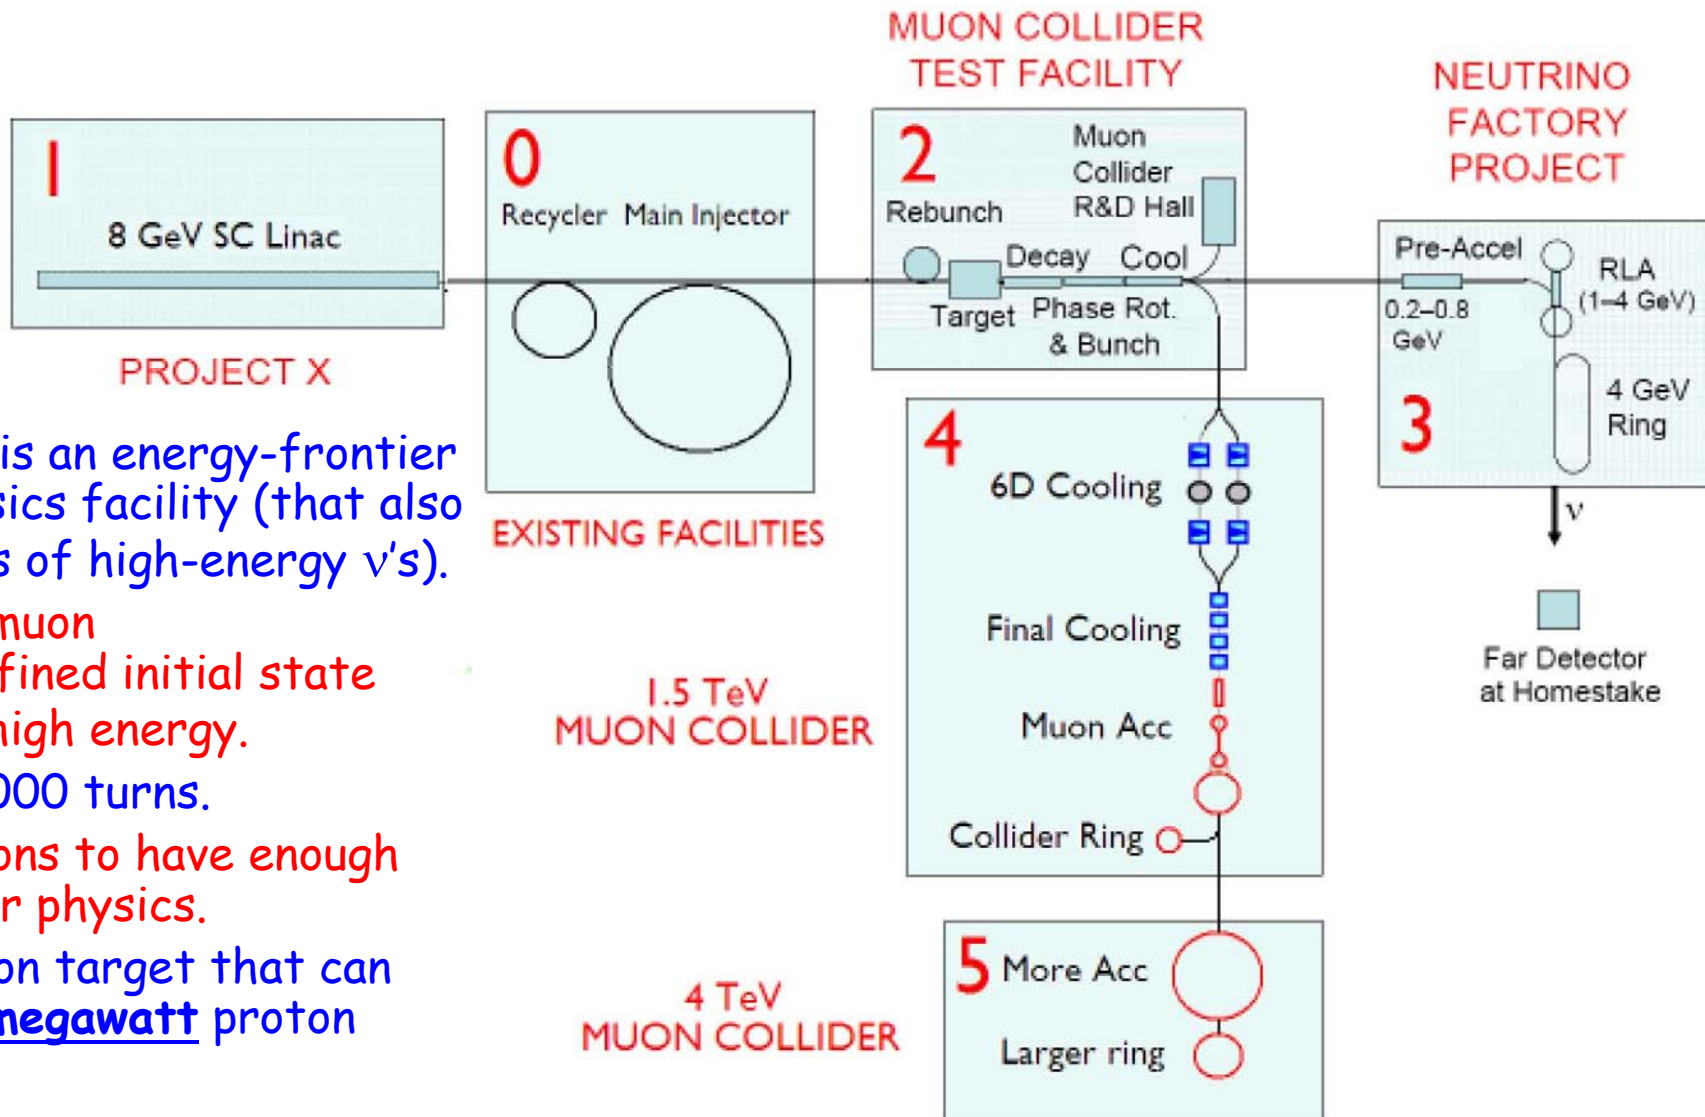 MUON COLLIDER
TEST FACILITY
NEUTRINO
FACTORY
PROJECT
1
8 GeV SC Linac
PROJECT X
0
Recycler Main Injector
EXISTING FACILITIES
2
Muon
Collider
R&D Hall
Rebunch
Decay Cool
Target Phase Rot.
& Bunch
Pre-Accel
0.2–0.8
GeV
RLA
(1–4 GeV)
3
4 GeV
Ring
ν
Far Detector
at Homestake
is an energy-frontier
sics facility (that also
s of high-energy ν's).
muon
fined initial state
high energy.
000 turns.
ons to have enough
r physics.
on target that can
megawatt proton
1.5 TeV
MUON COLLIDER
4
6D Cooling
Final Cooling
Muon Acc
Collider Ring
4 TeV
MUON COLLIDER
5 More Acc
Larger ring